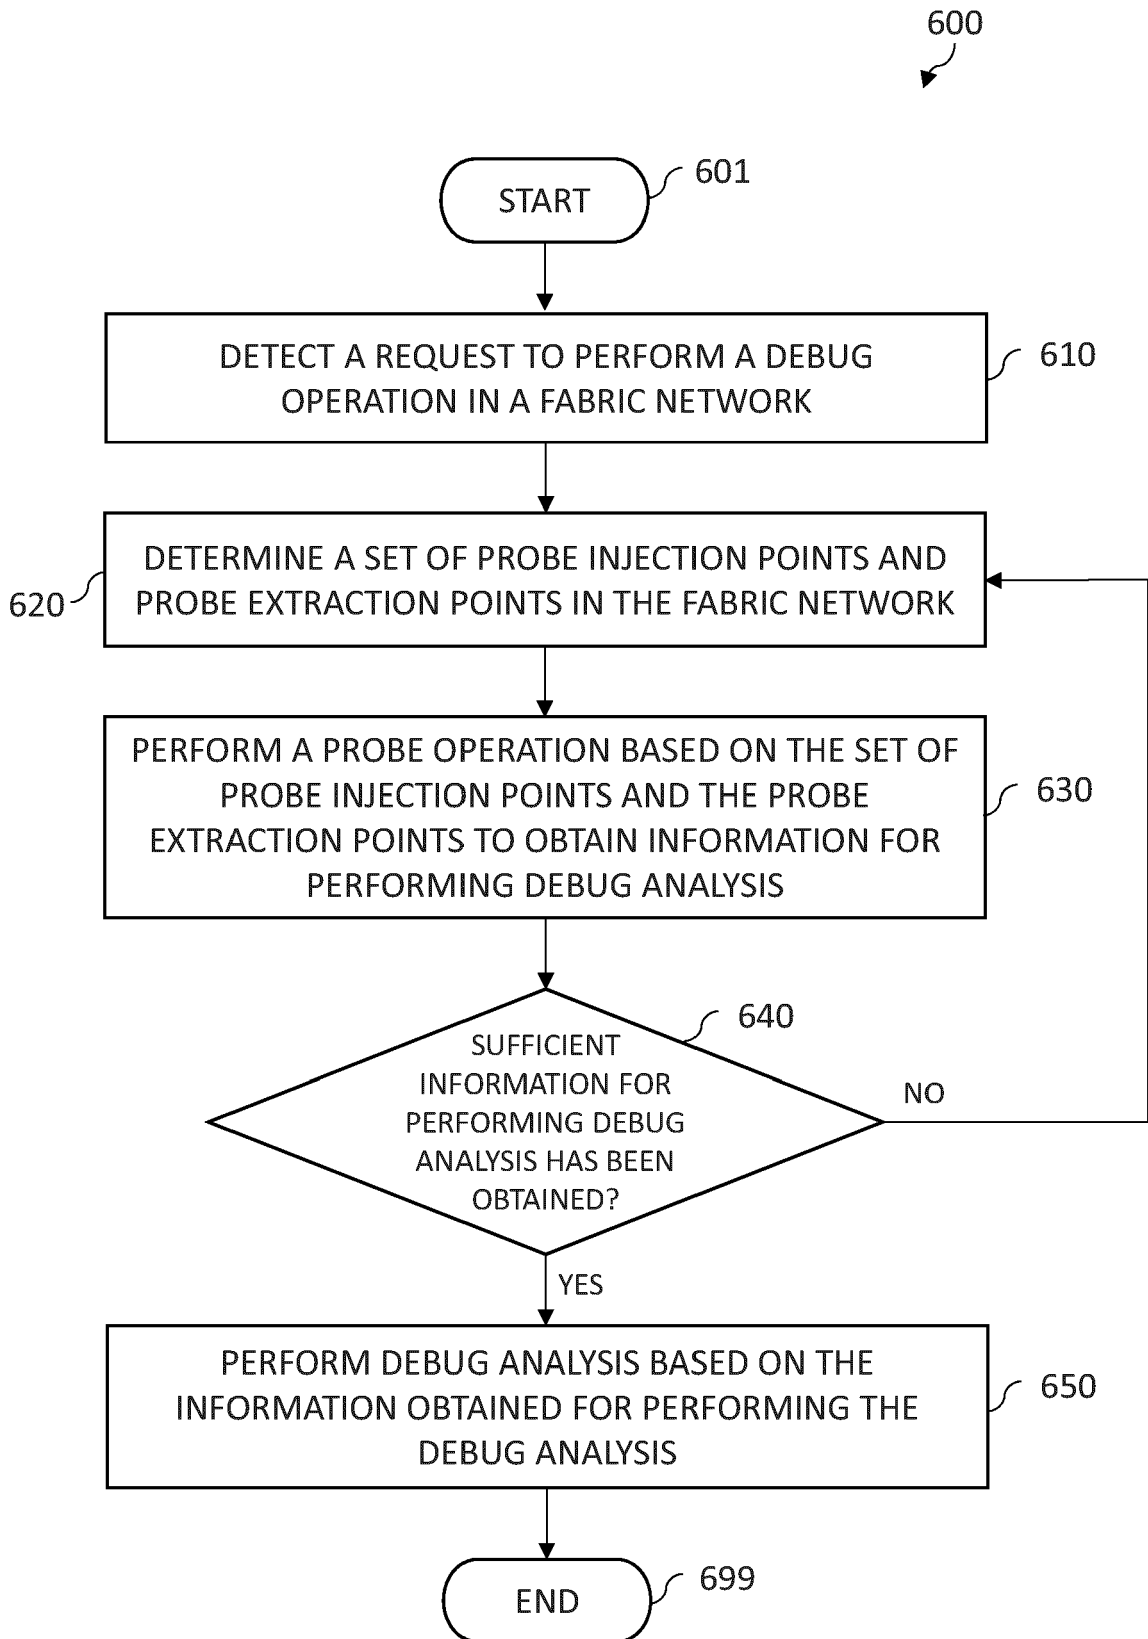 600
START
601
DETECT A REQUEST TO PERFORM A DEBUG
OPERATION IN A FABRIC NETWORK
610
DETERMINE A SET OF PROBE INJECTION POINTS AND
PROBE EXTRACTION POINTS IN THE FABRIC NETWORK
620
PERFORM A PROBE OPERATION BASED ON THE SET OF
PROBE INJECTION POINTS AND THE PROBE
EXTRACTION POINTS TO OBTAIN INFORMATION FOR
PERFORMING DEBUG ANALYSIS
630
SUFFICIENT
INFORMATION FOR
PERFORMING DEBUG
ANALYSIS HAS BEEN
OBTAINED?
640
NO
YES
PERFORM DEBUG ANALYSIS BASED ON THE
INFORMATION OBTAINED FOR PERFORMING THE
DEBUG ANALYSIS
650
END
699